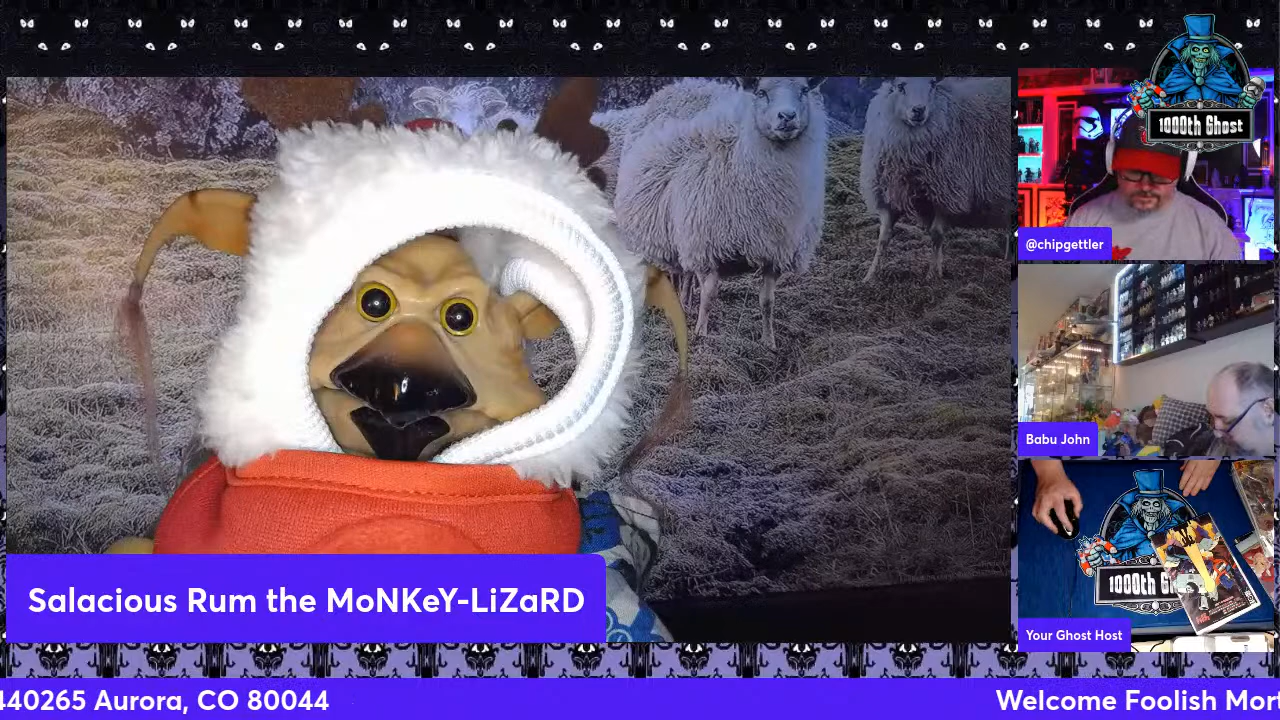 1000th Ghost
@chipgettler
Babu John
1000th G
Your Ghost Host
Salacious Rum the MoNKeY-LiZaRD
440265 Aurora, CO 80044
Welcome Foolish Mort